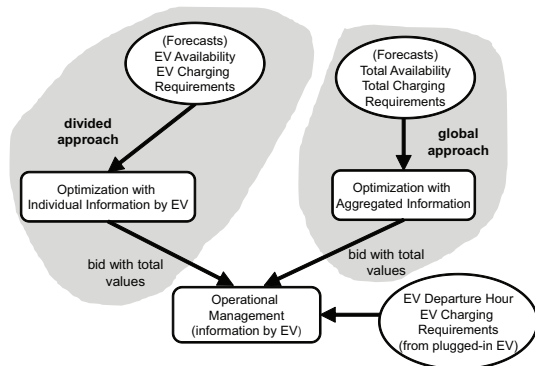 (Forecasts)
EV Availability
EV Charging
Requirements
(Forecasts)
Total Availability
Total Charging
Requirements
divided
approach
global
approach
Optimization with
Individual Information by EV
Optimization with
Aggregated Information
bid with total
values
bid with total
values
Operational
Management
(information by EV)
EV Departure Hour
EV Charging
Requirements
(from plugged-in EV)